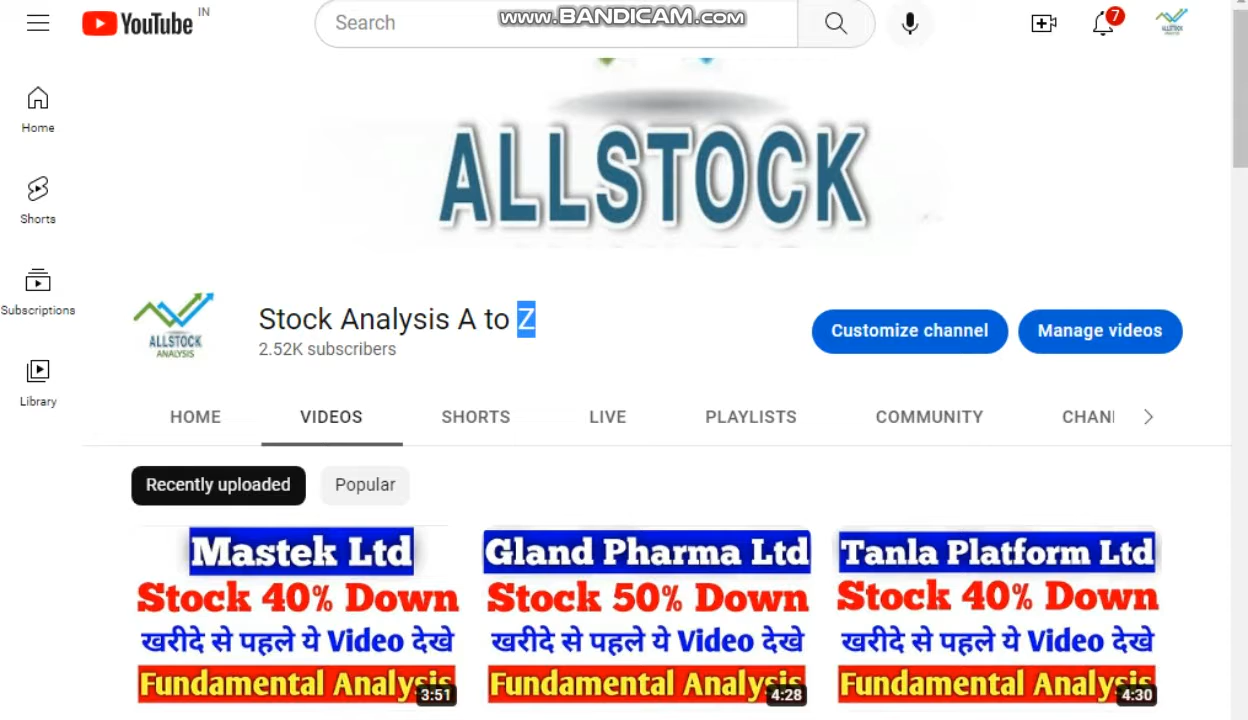 YouTube IN
Search
www.BANDICAM.com
7
ALLSTOCK
Home
Shorts
Subscriptions
Library
ALLSTOCK
ANALYSIS
Stock Analysis A to Z
2.52K subscribers
Customize channel
Manage videos
HOME VIDEOS SHORTS LIVE PLAYLISTS COMMUNITY CHAN
Recently uploaded
Popular
Mastek Ltd
Stock 40% Down
खरीदे से पहले ये Video देखे
Fundamental Analysis
3:51
Gland Pharma Ltd
Stock 50% Down
खरीदे से पहले ये Video देखे
Fundamental Analysis
4:28
Tanla Platform Ltd
Stock 40% Down
खरीदे से पहले ये Video देखे
Fundamental Analysis
4:30